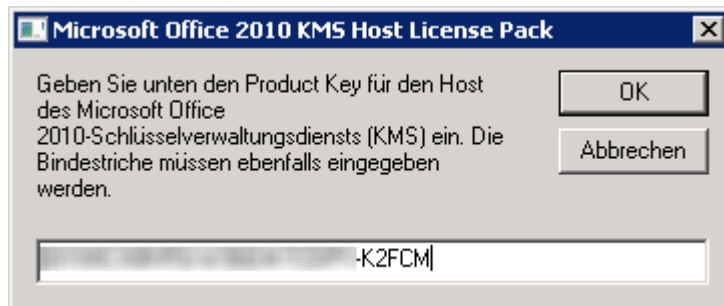 Microsoft Office 2010 KMS Host License Pack
Geben Sie unten den Product Key für den Host
des Microsoft Office
2010-Schlüsselverwaltungsdiensts (KMS) ein. Die
Bindestriche müssen ebenfalls eingegeben
werden.
OK
Abbrechen
-K2FCM